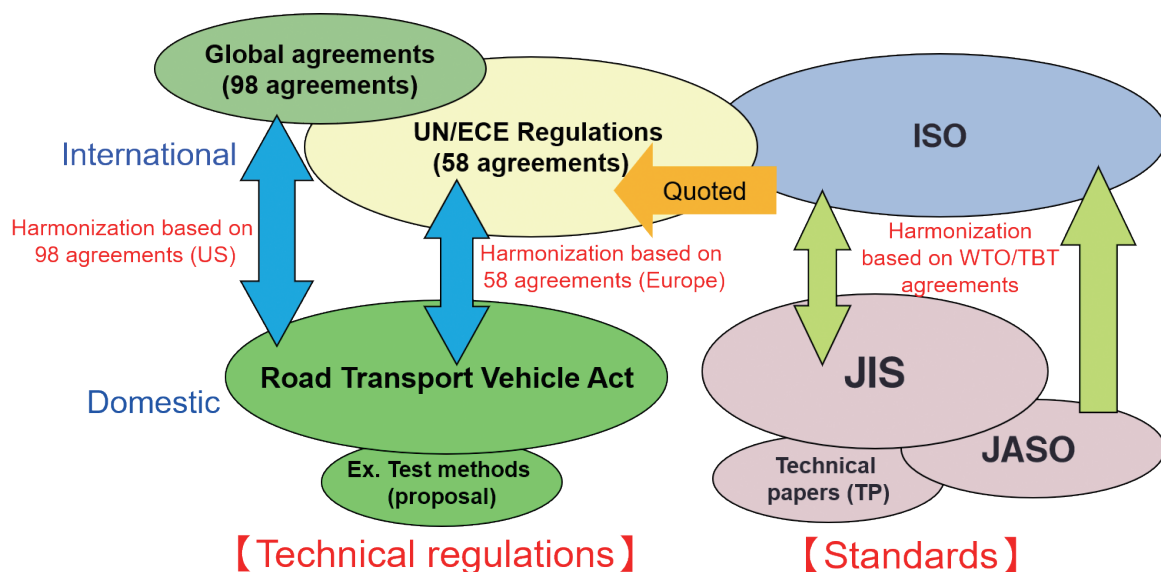 Global agreements
(98 agreements)
UN/ECE Regulations
(58 agreements)
ISO
International
Quoted
Harmonization based on
98 agreements (US)
Harmonization based on
58 agreements (Europe)
Harmonization
based on WTO/TBT
agreements
Domestic
Road Transport Vehicle Act
JIS
JASO
Ex. Test methods
(proposal)
Technical
papers (TP)
【Technical regulations】
【Standards】